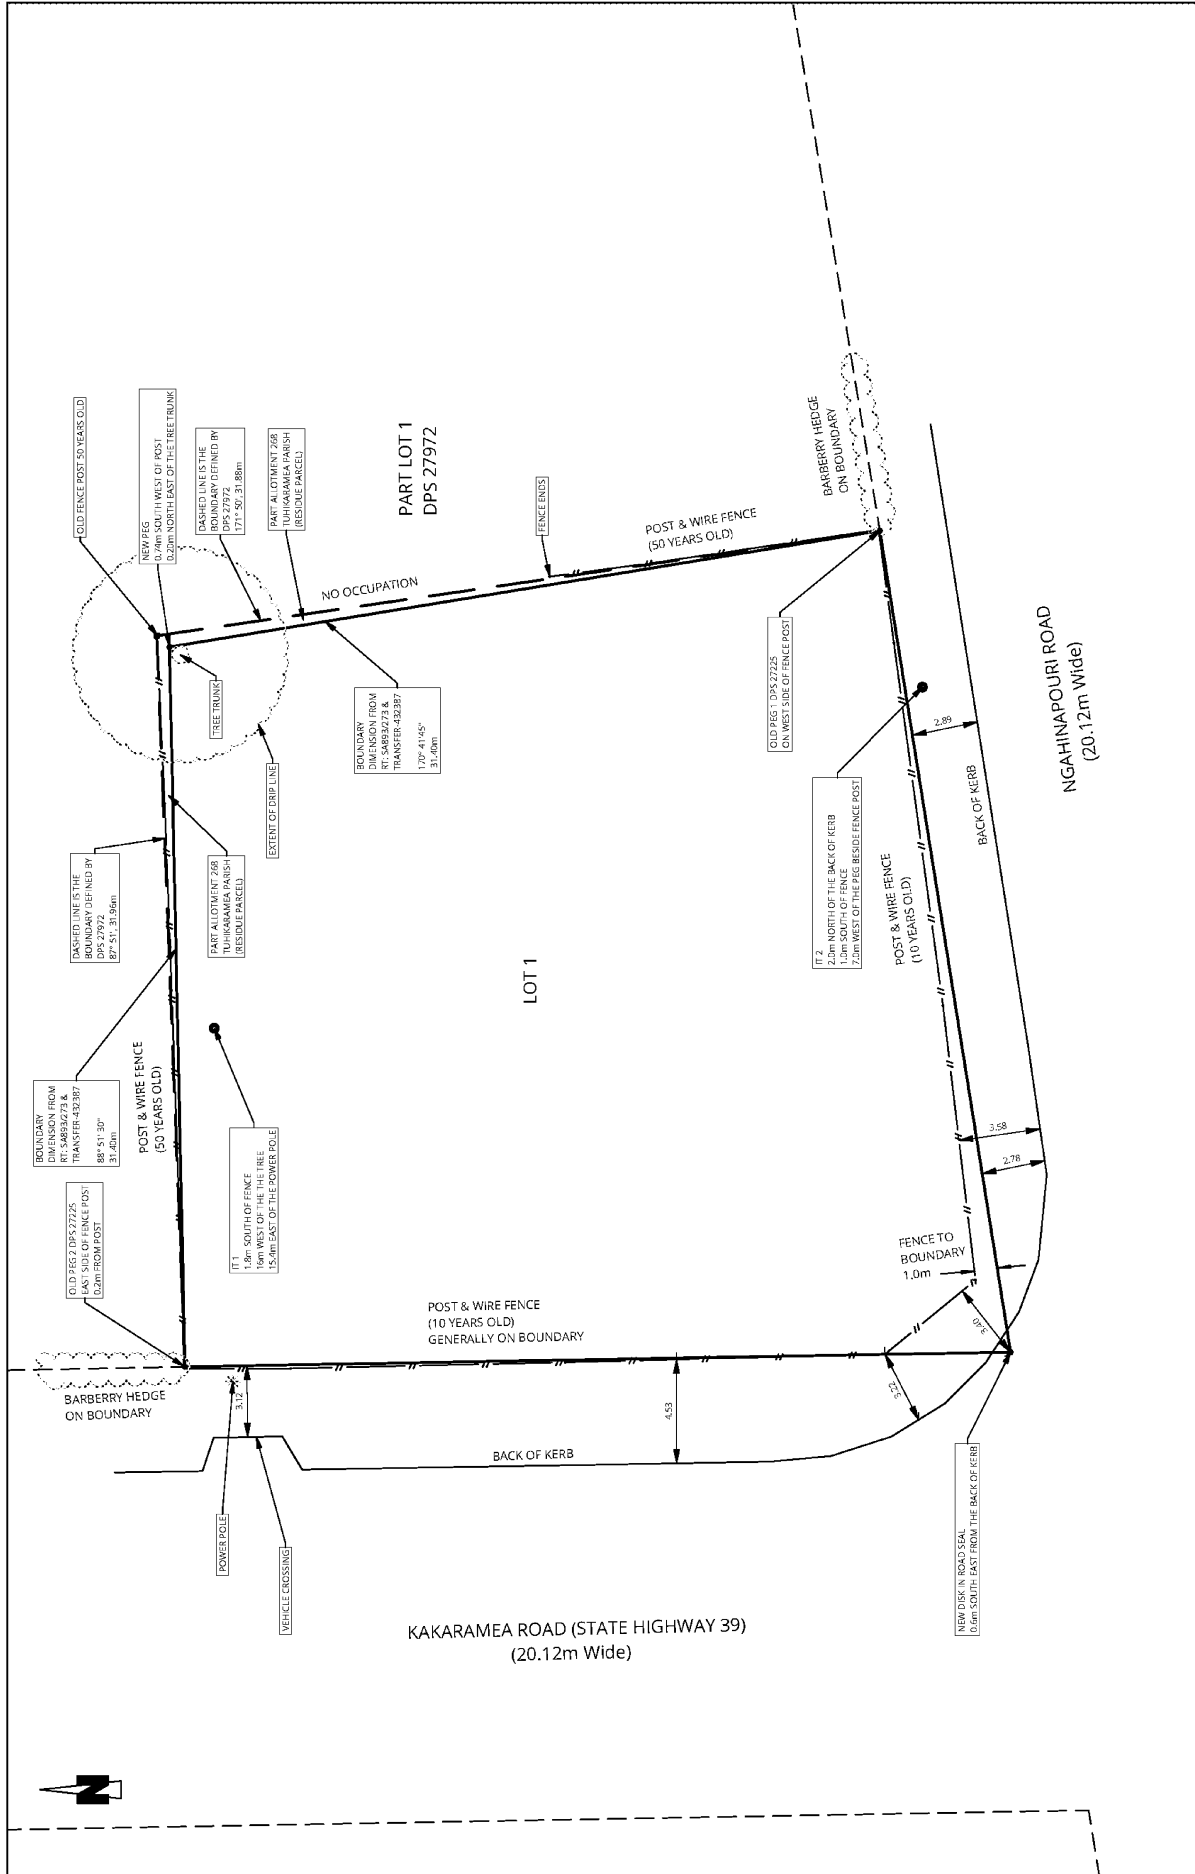 OLD FENCE POST 50 YEARS OLD
NEW PEG
0.74m SOUTH WEST OF POST
0.20m NORTH EAST OF THE TREE TRUNK
DASHED LINE IS THE
BOUNDARY DEFINED BY
DPS 27972
171° 50', 31.88m
PART ALLOTMENT 268
TUHIKARAMEA PARISH
(RESIDUE PARCEL)
PART LOT 1
DPS 27972
FENCE ENDS
POST & WIRE FENCE
(50 YEARS OLD)
BARBERRY HEDGE
ON BOUNDARY
NO OCCUPATION
TREE TRUNK
EXTENT OF DRIP LINE
BOUNDARY
DIMENSION FROM
RT: SA893/273 &
TRANSFER-432387
170° 41'45"
31.40m
OLD PEG 1 DPS 27225
ON WEST SIDE OF FENCE POST
NGAHINAPOURI ROAD
(20.12m Wide)
2.89
BACK OF KERB
DASHED LINE IS THE
BOUNDARY DEFINED BY
DPS 27972
87° 51', 31.96m
PART ALLOTMENT 268
TUHIKARAMEA PARISH
(RESIDUE PARCEL)
LOT 1
IT 2
2.0m NORTH OF THE BACK OF KERB
1.0m SOUTH OF FENCE
7.0m WEST OF THE PEG BESIDE FENCE POST
POST & WIRE FENCE
(10 YEARS OLD)
BOUNDARY
DIMENSION FROM
RT: SA893/273 &
TRANSFER-432387
88° 51' 30"
31.40m
POST & WIRE FENCE
(50 YEARS OLD)
OLD PEG 2 DPS 27225
EAST SIDE OF FENCE POST
0.2m FROM POST
IT 1
1.8m SOUTH OF FENCE
16m WEST OF THE THE TREE
15.4m EAST OF THE POWER POLE
3.58
2.78
FENCE TO
BOUNDARY
1.0m
3.40
3.22
POST & WIRE FENCE
(10 YEARS OLD)
GENERALLY ON BOUNDARY
BARBERRY HEDGE
ON BOUNDARY
3.12
4.53
BACK OF KERB
POWER POLE
VEHICLE CROSSING
NEW DISK IN ROAD SEAL
0.6m SOUTH EAST FROM THE BACK OF KERB
KAKARAMEA ROAD (STATE HIGHWAY 39)
(20.12m Wide)
N